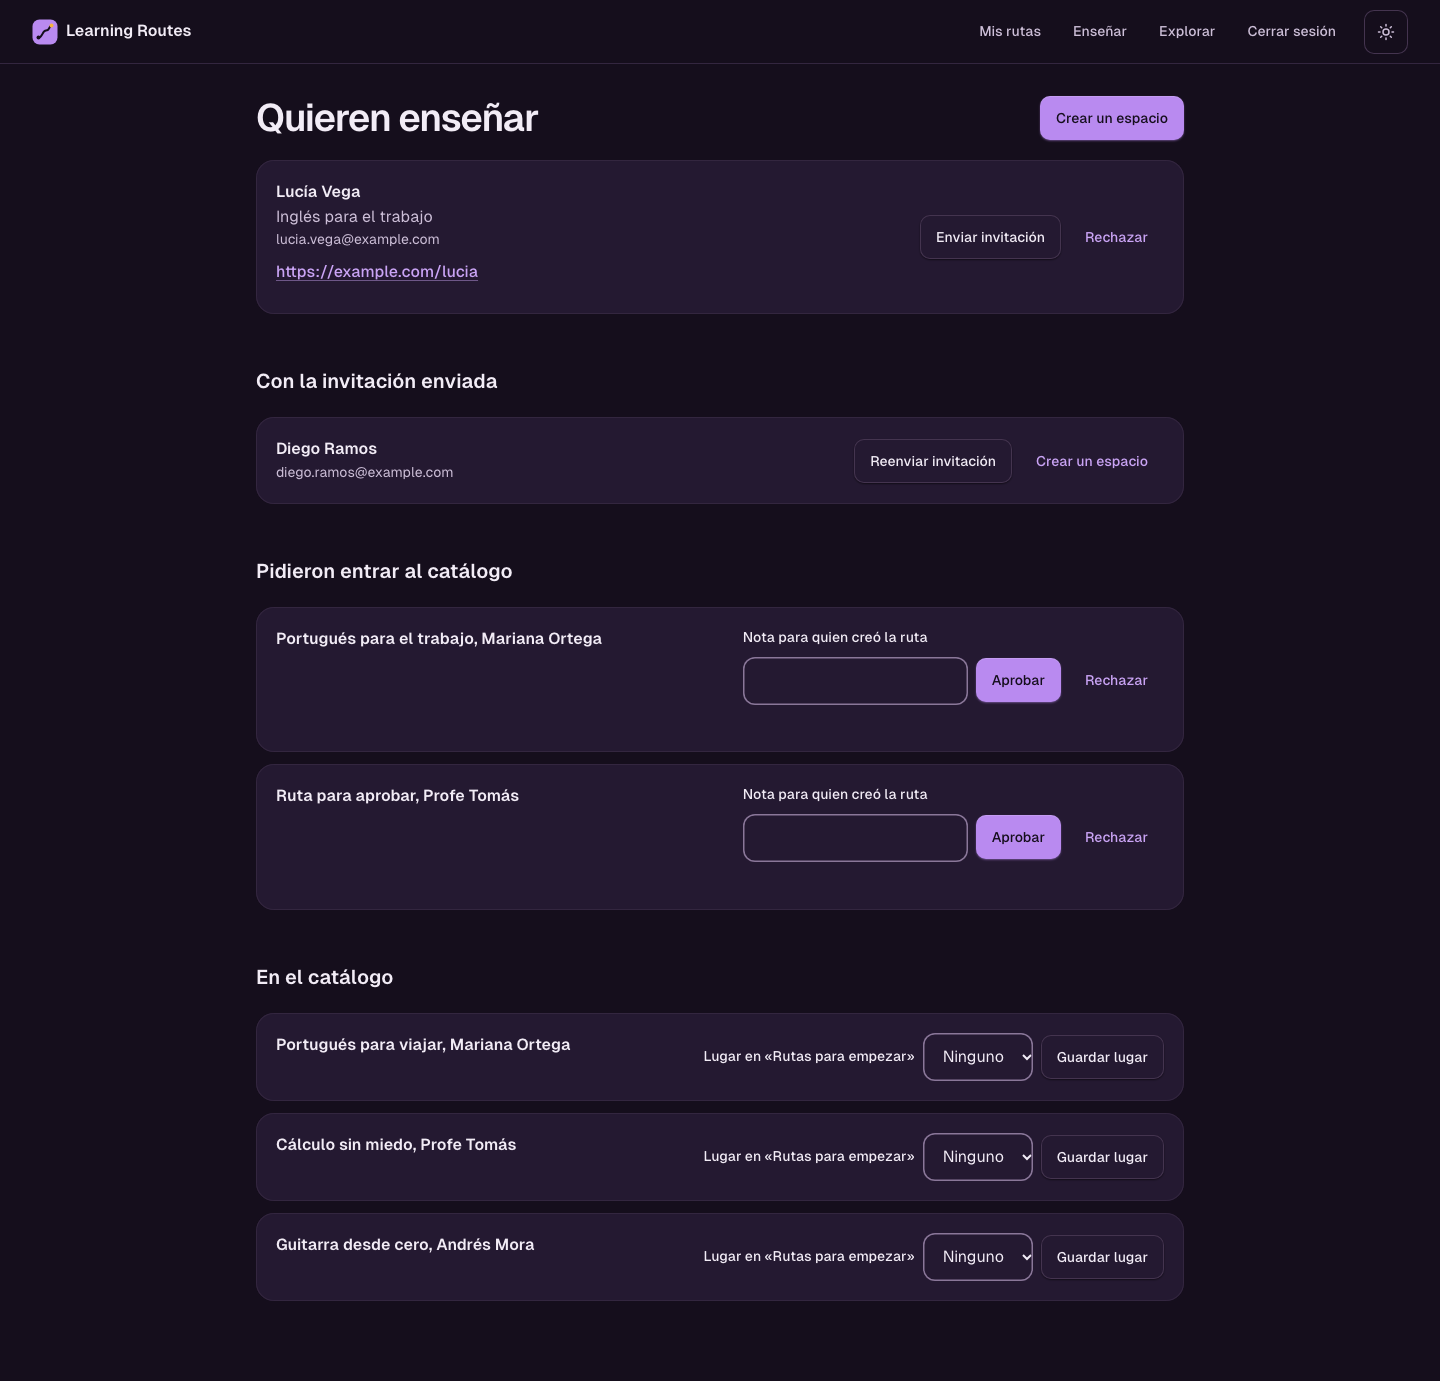 Learning Routes
Mis rutas
Enseñar
Explorar
Cerrar sesión
Quieren enseñar
Crear un espacio
Lucía Vega
Inglés para el trabajo
lucia.vega@example.com
https://example.com/lucia
Enviar invitación
Rechazar
Con la invitación enviada
Diego Ramos
diego.ramos@example.com
Reenviar invitación
Crear un espacio
Pidieron entrar al catálogo
Portugués para el trabajo, Mariana Ortega
Nota para quien creó la ruta
Aprobar
Rechazar
Ruta para aprobar, Profe Tomás
Nota para quien creó la ruta
Aprobar
Rechazar
En el catálogo
Portugués para viajar, Mariana Ortega
Lugar en «Rutas para empezar»
Ninguno
Guardar lugar
Cálculo sin miedo, Profe Tomás
Lugar en «Rutas para empezar»
Ninguno
Guardar lugar
Guitarra desde cero, Andrés Mora
Lugar en «Rutas para empezar»
Ninguno
Guardar lugar